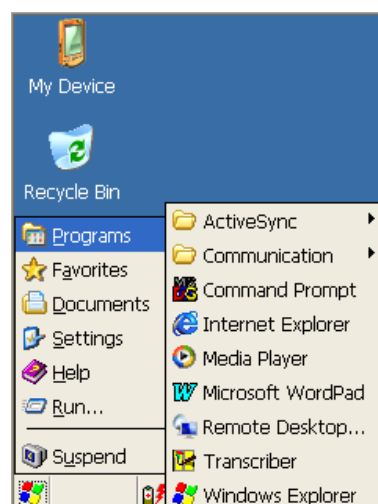 My Device
Recycle Bin
Programs
Favorites
Documents
Settings
Help
Run...
Suspend
ActiveSync
Communication
Command Prompt
Internet Explorer
Media Player
Microsoft WordPad
Remote Desktop...
Transcriber
Windows Explorer